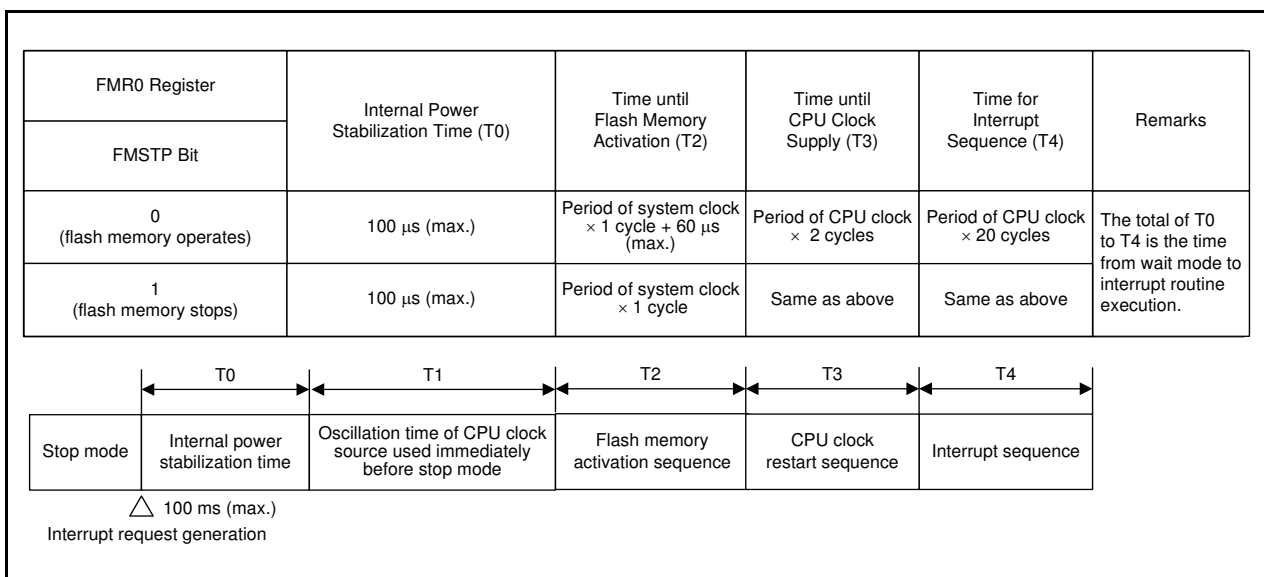 FMR0 Register
FMSTP Bit
Internal Power
Stabilization Time (T0)
Time until
Flash Memory
Activation (T2)
Time until
CPU Clock
Supply (T3)
Time for
Interrupt
Sequence (T4)
Remarks
0
(flash memory operates)
100 μs (max.)
Period of system clock
× 1 cycle + 60 μs
(max.)
Period of CPU clock
× 2 cycles
Period of CPU clock
× 20 cycles
The total of T0
to T4 is the time
from wait mode to
interrupt routine
execution.
1
(flash memory stops)
100 μs (max.)
Period of system clock
× 1 cycle
Same as above
Same as above
T0
T1
T2
T3
T4
Stop mode
Internal power
stabilization time
Oscillation time of CPU clock
source used immediately
before stop mode
Flash memory
activation sequence
CPU clock
restart sequence
Interrupt sequence
100 ms (max.)
Interrupt request generation